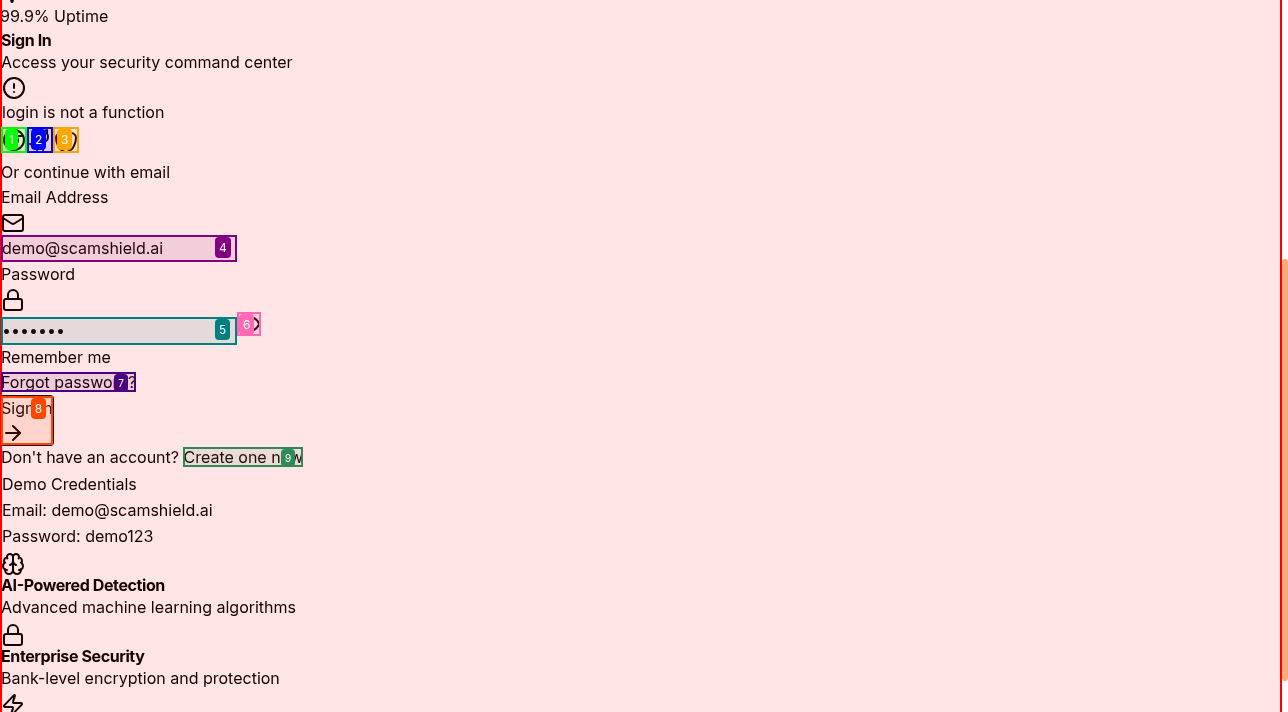 99.9% Uptime
Sign In
Access your security command center
login is not a function
1 2 3
Or continue with email
Email Address
demo@scamshield.ai 4
Password
••••••• 5 6
Remember me
Forgot passwo 7 ?
Sign 8 n
Don't have an account? Create one n 9 w
Demo Credentials
Email: demo@scamshield.ai
Password: demo123
AI-Powered Detection
Advanced machine learning algorithms
Enterprise Security
Bank-level encryption and protection